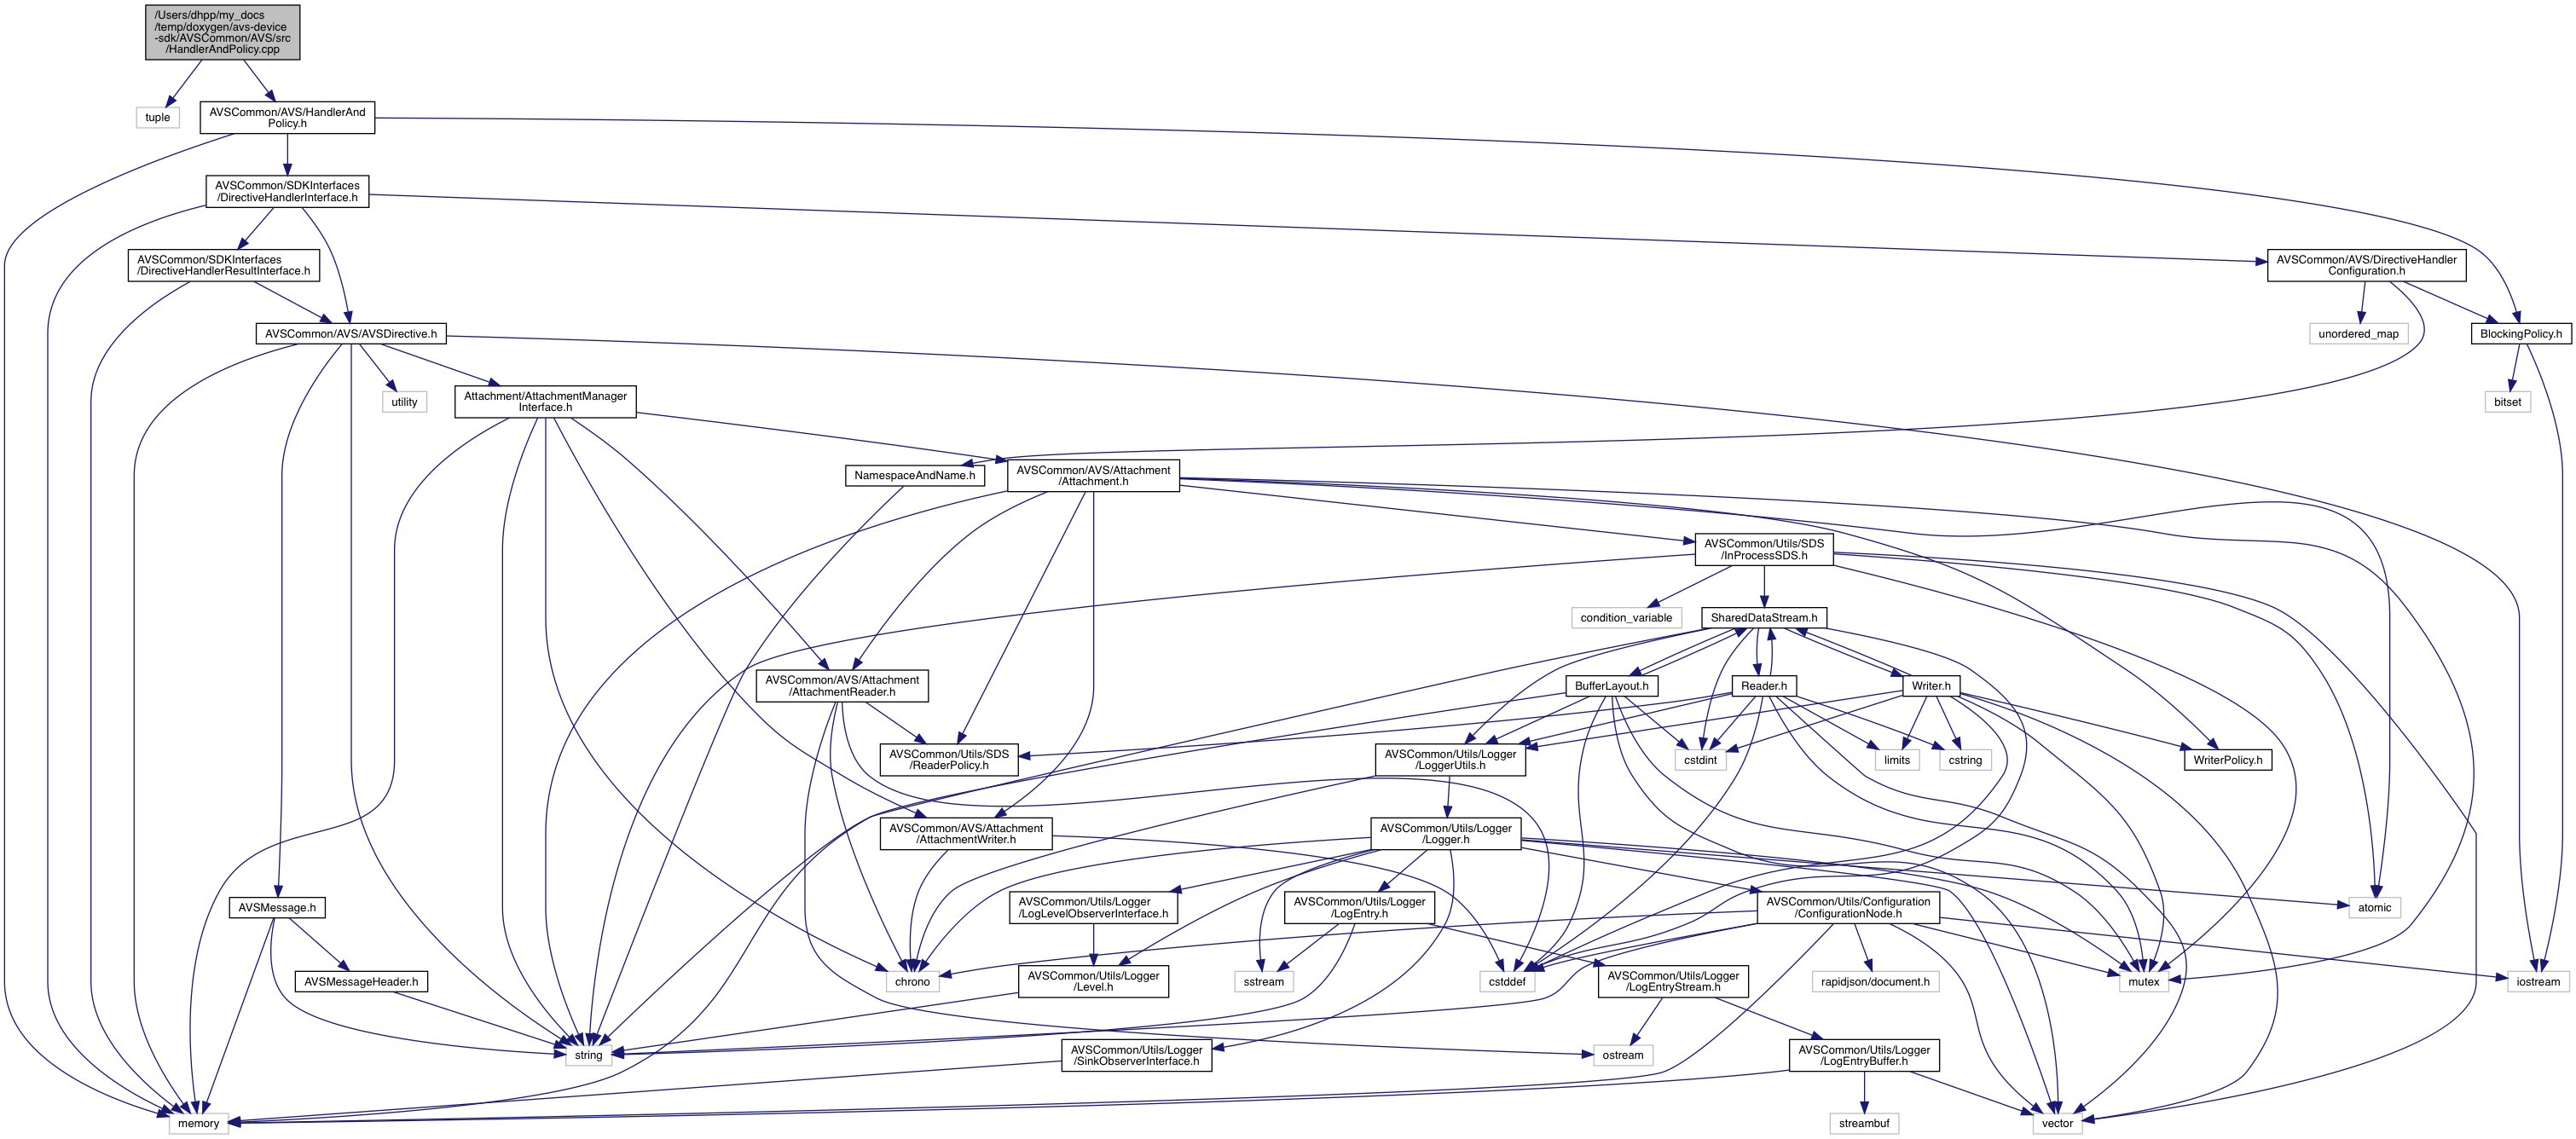 /Users/dhpp/my_docs
/temp/doxygen/avs-device
-sdk/AVSCommon/AVS/src
/HandlerAndPolicy.cpp
tuple
AVSCommon/AVS/HandlerAnd
Policy.h
AVSCommon/SDKInterfaces
/DirectiveHandlerInterface.h
AVSCommon/SDKInterfaces
/DirectiveHandlerResultInterface.h
AVSCommon/AVS/DirectiveHandler
Configuration.h
AVSCommon/AVS/AVSDirective.h
unordered_map
BlockingPolicy.h
utility
Attachment/AttachmentManager
Interface.h
bitset
NamespaceAndName.h
AVSCommon/AVS/Attachment
/Attachment.h
AVSCommon/Utils/SDS
/InProcessSDS.h
condition_variable
SharedDataStream.h
AVSCommon/AVS/Attachment
/AttachmentReader.h
BufferLayout.h
Reader.h
Writer.h
AVSCommon/Utils/SDS
/ReaderPolicy.h
AVSCommon/Utils/Logger
/LoggerUtils.h
cstdint
limits
cstring
WriterPolicy.h
AVSCommon/AVS/Attachment
/AttachmentWriter.h
AVSCommon/Utils/Logger
/Logger.h
AVSMessage.h
AVSCommon/Utils/Logger
/LogLevelObserverInterface.h
AVSCommon/Utils/Logger
/LogEntry.h
AVSCommon/Utils/Configuration
/ConfigurationNode.h
atomic
AVSMessageHeader.h
chrono
AVSCommon/Utils/Logger
/Level.h
sstream
cstddef
AVSCommon/Utils/Logger
/LogEntryStream.h
rapidjson/document.h
mutex
iostream
string
AVSCommon/Utils/Logger
/SinkObserverInterface.h
ostream
AVSCommon/Utils/Logger
/LogEntryBuffer.h
memory
streambuf
vector